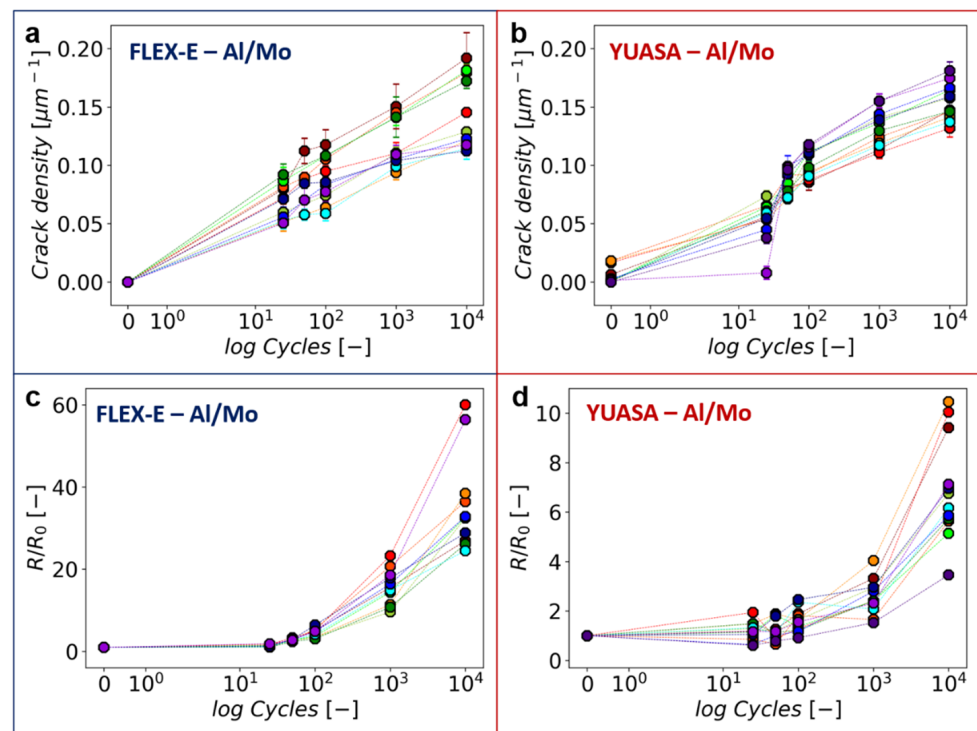 a
FLEX-E – Al/Mo
Crack density [μm⁻¹]
0.20
0.15
0.10
0.05
0.00
0 10⁰ 10¹ 10² 10³ 10⁴
log Cycles [−]
b
YUASA – Al/Mo
Crack density [μm⁻¹]
0.20
0.15
0.10
0.05
0.00
0 10⁰ 10¹ 10² 10³ 10⁴
log Cycles [−]
c
FLEX-E – Al/Mo
R/R₀ [−]
60
40
20
0
0 10⁰ 10¹ 10² 10³ 10⁴
log Cycles [−]
d
YUASA – Al/Mo
R/R₀ [−]
10
8
6
4
2
0
0 10⁰ 10¹ 10² 10³ 10⁴
log Cycles [−]